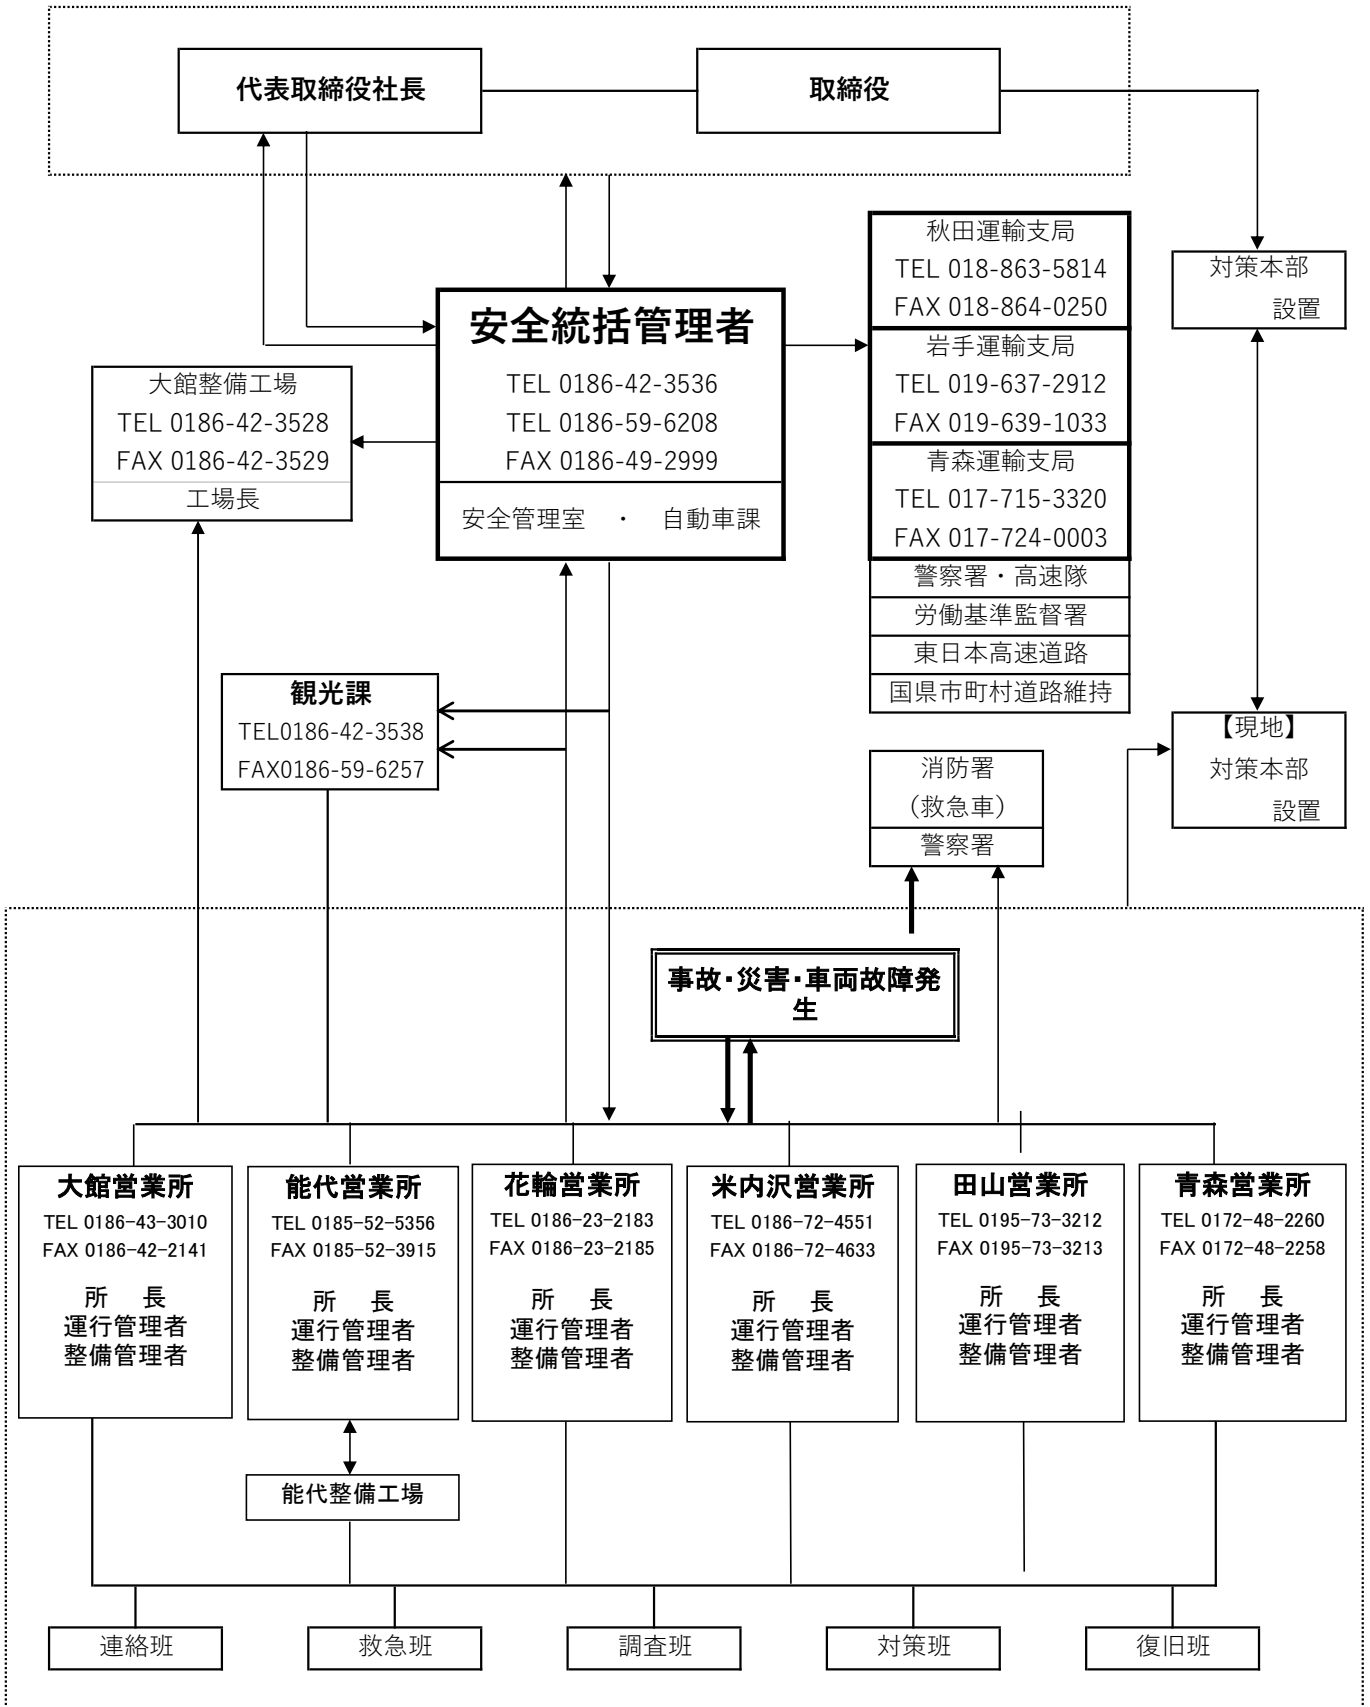 代表取締役社長
取締役
秋田運輸支局
TEL 018-863-5814
FAX 018-864-0250
岩手運輸支局
TEL 019-637-2912
FAX 019-639-1033
青森運輸支局
TEL 017-715-3320
FAX 017-724-0003
警察署・高速隊
労働基準監督署
東日本高速道路
国県市町村道路維持
対策本部
設置
安全統括管理者
TEL 0186-42-3536
TEL 0186-59-6208
FAX 0186-49-2999
安全管理室 ・ 自動車課
大館整備工場
TEL 0186-42-3528
FAX 0186-42-3529
工場長
観光課
TEL0186-42-3538
FAX0186-59-6257
【現地】
対策本部
設置
消防署
(救急車)
警察署
事故・災害・車両故障発
生
大館営業所
TEL 0186-43-3010
FAX 0186-42-2141
所 長
運行管理者
整備管理者
能代営業所
TEL 0185-52-5356
FAX 0185-52-3915
所 長
運行管理者
整備管理者
花輪営業所
TEL 0186-23-2183
FAX 0186-23-2185
所 長
運行管理者
整備管理者
米内沢営業所
TEL 0186-72-4551
FAX 0186-72-4633
所 長
運行管理者
整備管理者
田山営業所
TEL 0195-73-3212
FAX 0195-73-3213
所 長
運行管理者
整備管理者
青森営業所
TEL 0172-48-2260
FAX 0172-48-2258
所 長
運行管理者
整備管理者
能代整備工場
連絡班
救急班
調査班
対策班
復旧班